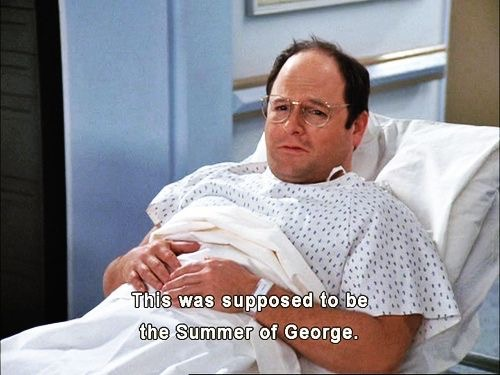 This was supposed to be
the Summer of George.